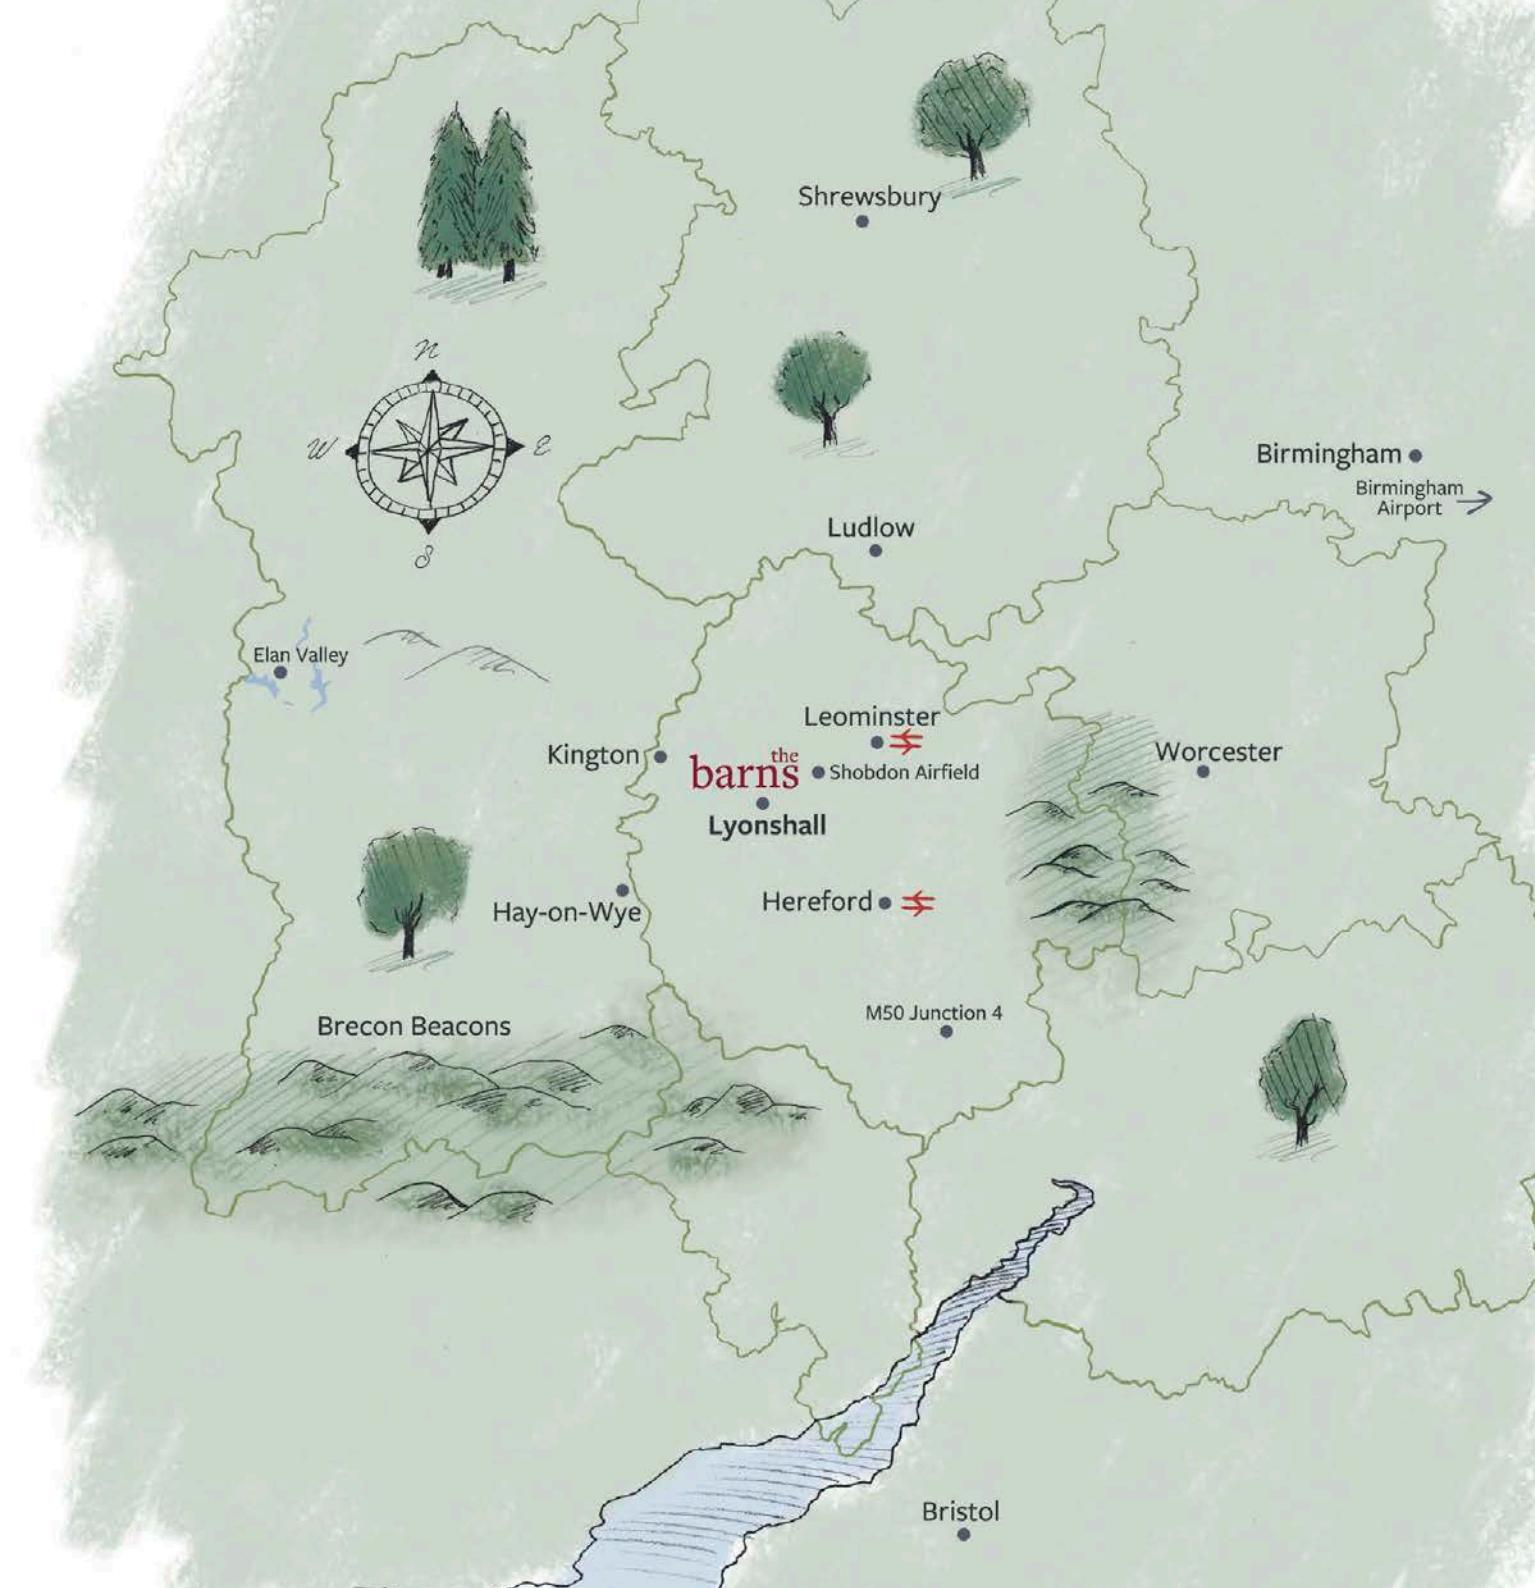 Shrewsbury
N
W
E
S
Birmingham
Birmingham
Airport
Ludlow
Elan Valley
Leominster
Kington
the
barns
Shobdon Airfield
Worcester
Lyonshall
Hay-on-Wye
Hereford
M50 Junction 4
Brecon Beacons
Bristol